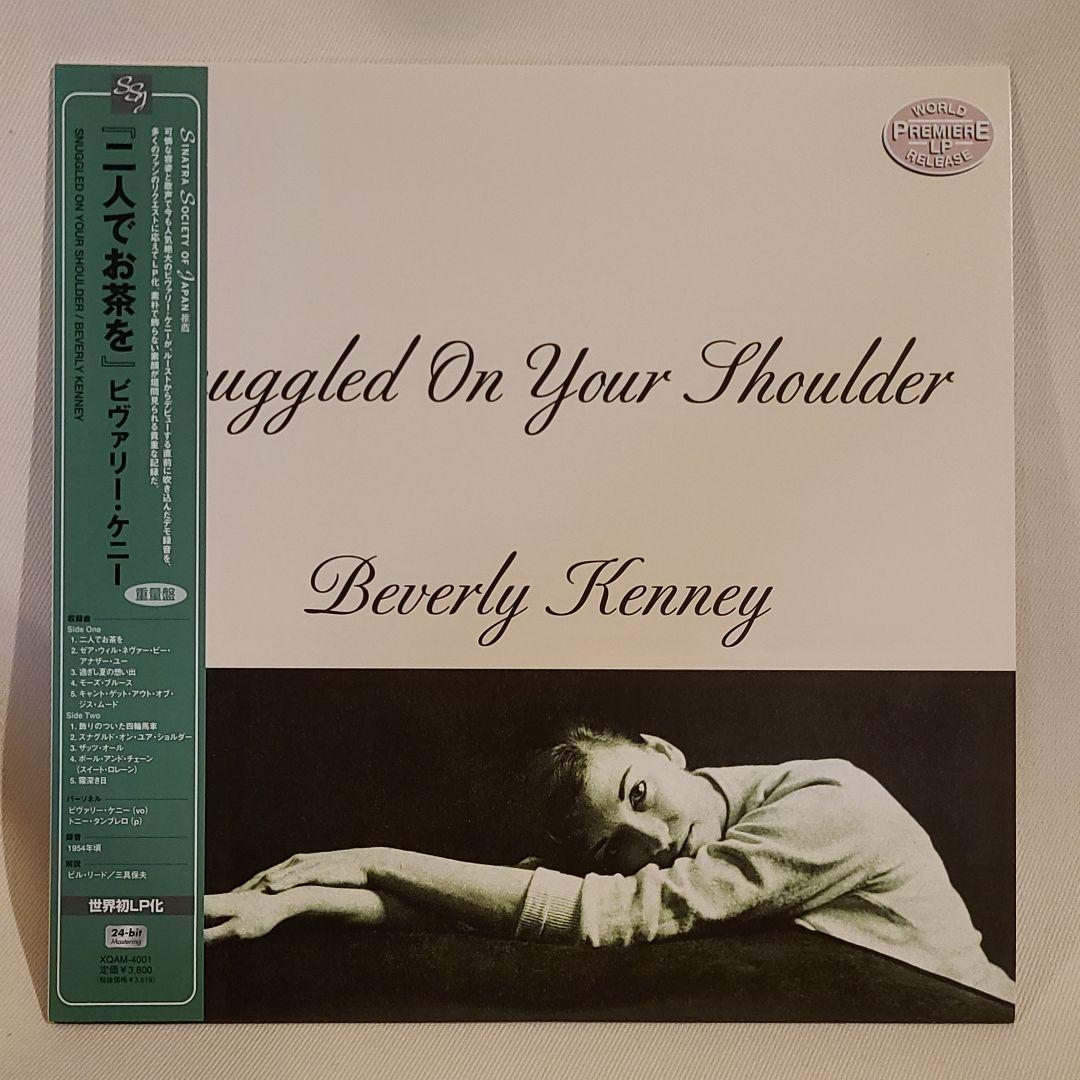 SSJ
SINATRA SOCIETY OF JAPAN 推薦
可憐な容姿と歌声で今も人気絶大のビヴァリー・ケニーが、ルーストからデビューする直前に吹き込んだデモ録音を、
多くのファンのリクエストに応えてLP化。素朴で飾らない素顔が垣間見られる貴重な記録だ。
『二人でお茶を』ビヴァリー・ケニー
SNUGGLED ON YOUR SHOULDER / BEVERLY KENNEY
重量盤
収録曲
Side One
1. 二人でお茶を
2. ゼア・ウィル・ネヴァー・ビー・
アナザー・ユー
3. 過ぎし夏の想い出
4. モーズ・ブルース
5. キャント・ゲット・アウト・オブ・
ジス・ムード
Side Two
1. 飾りのついた四輪馬車
2. スナグルド・オン・ユア・ショルダー
3. ザッツ・オール
4. ボール・アンド・チェーン
(スイート・ロレーン)
5. 霧深き日
パーソネル
ビヴァリー・ケニー (vo)
トニー・タンブレロ (p)
録音
1954年頃
解説
ビル・リード/三具保夫
世界初LP化
24-bit
Mastering
XQAM-4001
定価￥3,800
(税抜価格￥3,619)
WORLD
PREMIERE
LP
RELEASE
uggled On Your Shoulder
Beverly Kenney